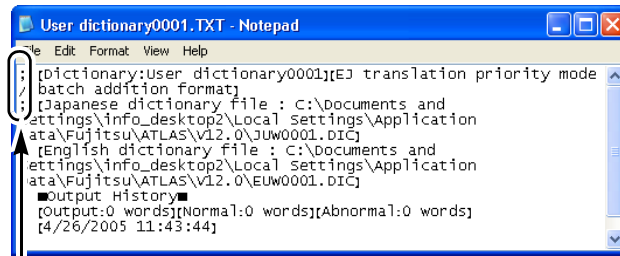 User dictionary0001.TXT - Notepad
File Edit Format View Help
; [Dictionary:User dictionary0001][EJ translation priority mode
/ batch addition format]
; [Japanese dictionary file : C:\Documents and
Settings\info_desktop2\Local Settings\Application
Data\Fujitsu\ATLAS\V12.0\JUW0001.DIC]
[English dictionary file : C:\Documents and
Settings\info_desktop2\Local Settings\Application
Data\Fujitsu\ATLAS\V12.0\EUW0001.DIC]
■Output History■
[Output:0 words][Normal:0 words][Abnormal:0 words]
[4/26/2005 11:43:44]